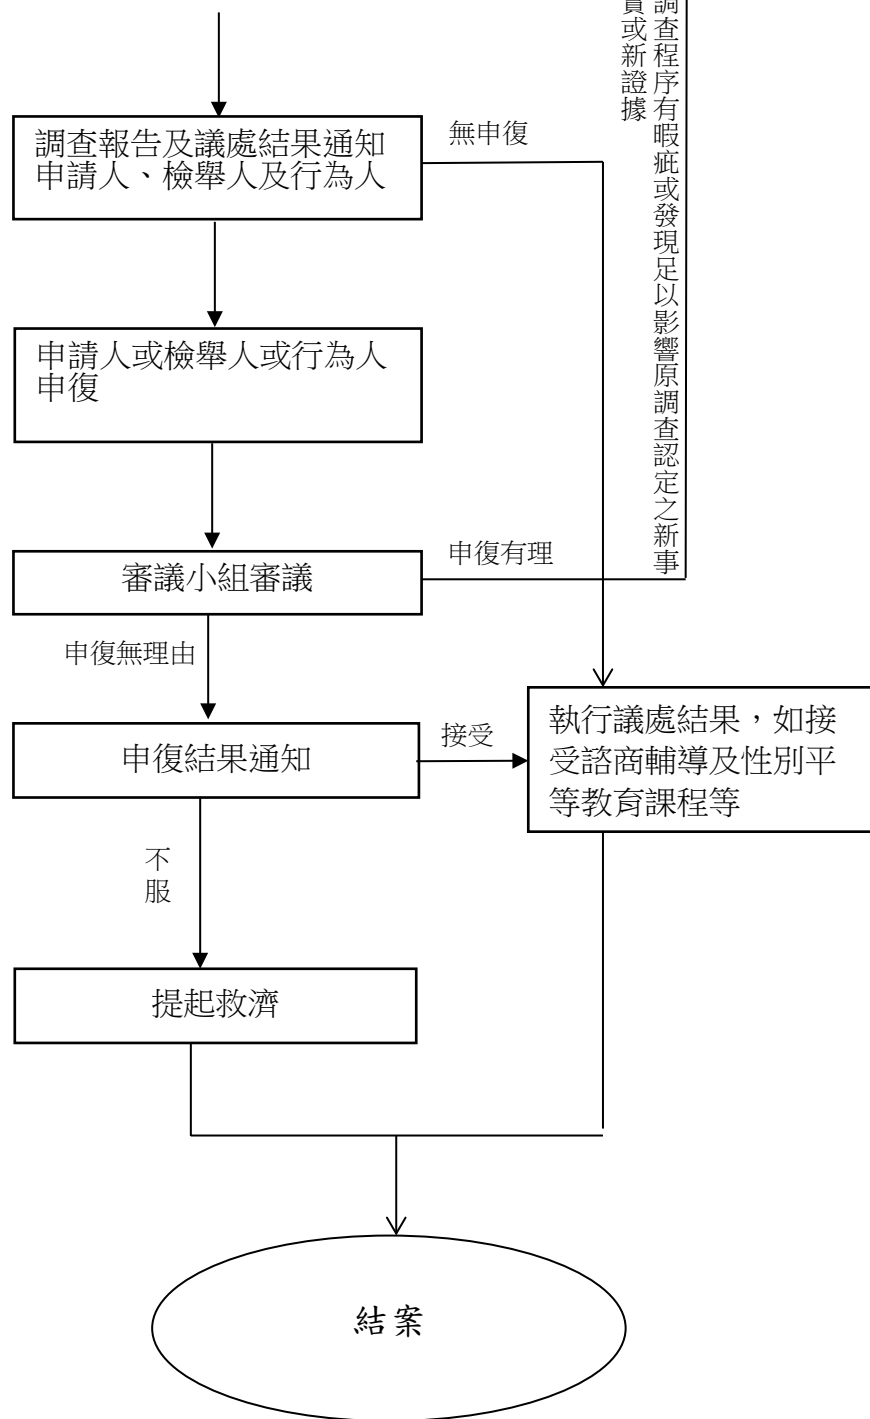 調查程序有暇疵或發現足以影響原調查認定之新事
實或新證據
調查報告及議處結果通知
申請人、檢舉人及行為人
無申復
申請人或檢舉人或行為人
申復
審議小組審議
申復有理
申復無理由
申復結果通知
接受
執行議處結果，如接
受諮商輔導及性別平
等教育課程等
不
服
提起救濟
結案